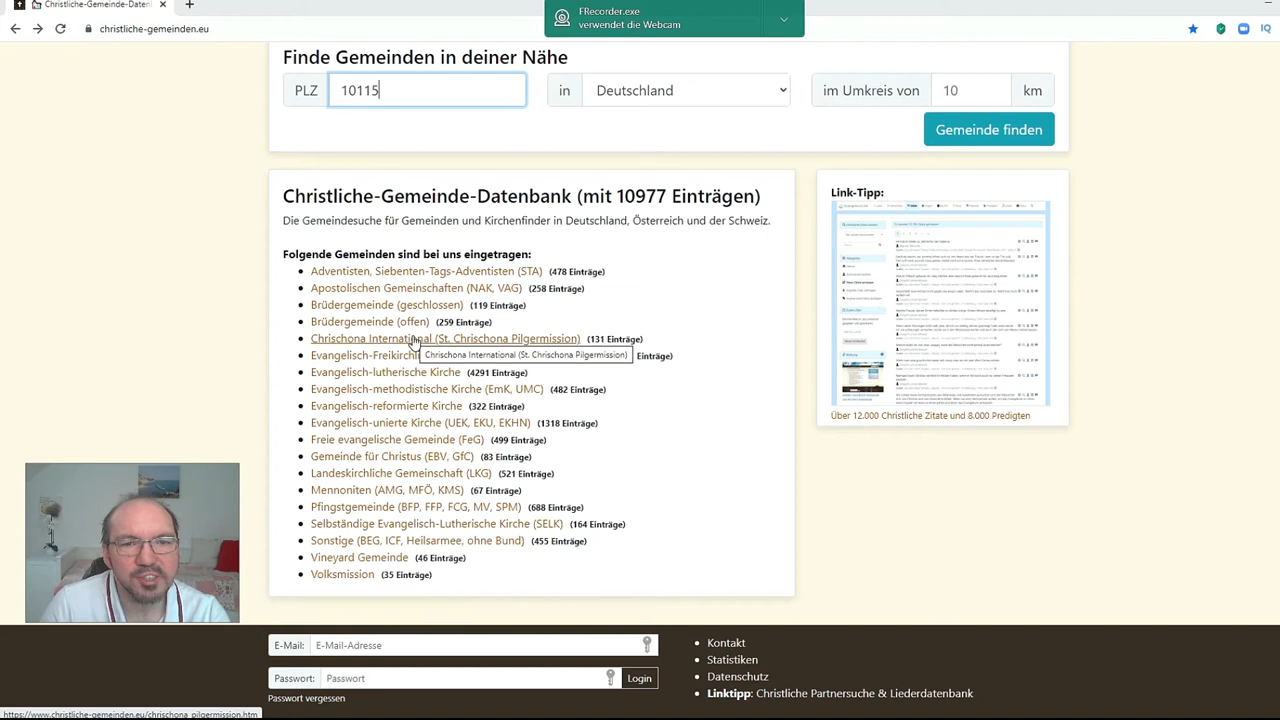 Christliche-Gemeinde-Daten
FRecorder.exe
verwendet die Webcam
christliche-gemeinden.eu
Finde Gemeinden in deiner Nähe
PLZ 10115 in Deutschland im Umkreis von 10 km
Gemeinde finden
Christliche-Gemeinde-Datenbank (mit 10977 Einträgen)
Die Gemeindesuche für Gemeinden und Kirchenfinder in Deutschland, Österreich und der Schweiz.
Folgende Gemeinden sind bei uns eingetragen:
Adventisten, Siebenten-Tags-Adventisten (STA) (478 Einträge)
Apostolischen Gemeinschaften (NAK, VAG) (258 Einträge)
Brüdergemeinde (geschlossen) (119 Einträge)
Brüdergemeinde (offen) (259 Einträge)
Chrischona International (St. Chrischona Pilgermission) (131 Einträge)
Evangelisch-Freikirchl Einträge)
Chrischona International (St. Chrischona Pilgermission)
Evangelisch-lutherische Kirche (4291 Einträge)
Evangelisch-methodistische Kirche (EmK, UMC) (482 Einträge)
Evangelisch-reformierte Kirche (322 Einträge)
Evangelisch-unierte Kirche (UEK, EKU, EKHN) (1318 Einträge)
Freie evangelische Gemeinde (FeG) (499 Einträge)
Gemeinde für Christus (EBV, GfC) (83 Einträge)
Landeskirchliche Gemeinschaft (LKG) (521 Einträge)
Mennoniten (AMG, MFÖ, KMS) (67 Einträge)
Pfingstgemeinde (BFP, FFP, FCG, MV, SPM) (688 Einträge)
Selbständige Evangelisch-Lutherische Kirche (SELK) (164 Einträge)
Sonstige (BEG, ICF, Heilsarmee, ohne Bund) (455 Einträge)
Vineyard Gemeinde (46 Einträge)
Volksmission (35 Einträge)
Link-Tipp:
Über 12.000 Christliche Zitate und 8.000 Predigten
E-Mail: E-Mail-Adresse
Passwort: Passwort Login
Passwort vergessen
Kontakt
Statistiken
Datenschutz
Linktipp: Christliche Partnersuche & Liederdatenbank
https://www.christliche-gemeinden.eu/chrischona_pilgermission.htm